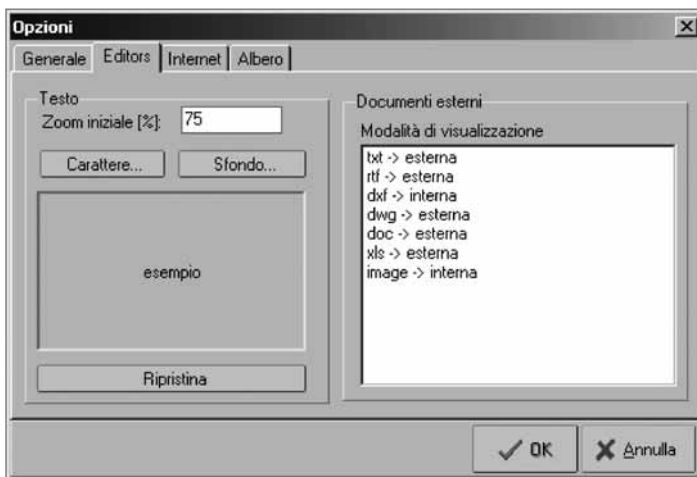 Opzioni
Generale Editors Internet Albero
Testo
Zoom iniziale [%]: 75
Carattere... Sfondo...
esempio
Ripristina
Documenti esterni
Modalità di visualizzazione
txt -> esterna
rtf -> esterna
dxf -> interna
dwg -> esterna
doc -> esterna
xls -> esterna
image -> interna
OK Annulla